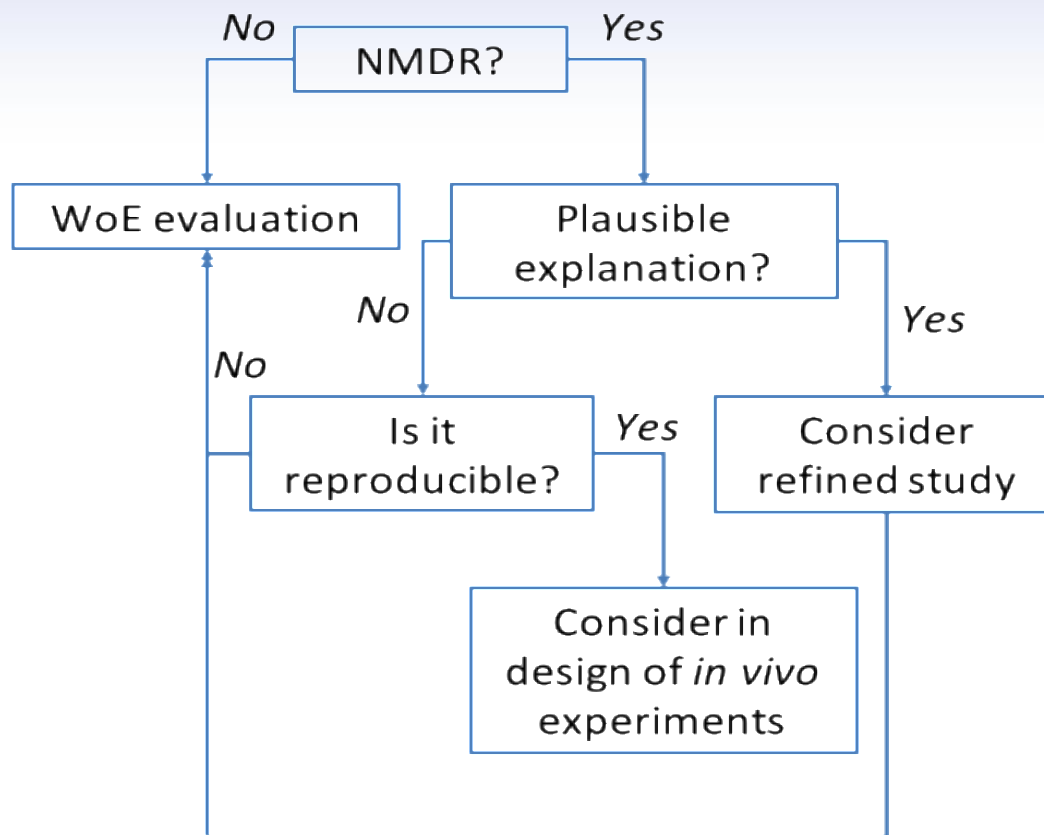 No
NMDR?
Yes
WoE evaluation
Plausible
explanation?
No
Yes
No
Is it
reproducible?
Yes
Consider
refined study
Consider in
design of in vivo
experiments